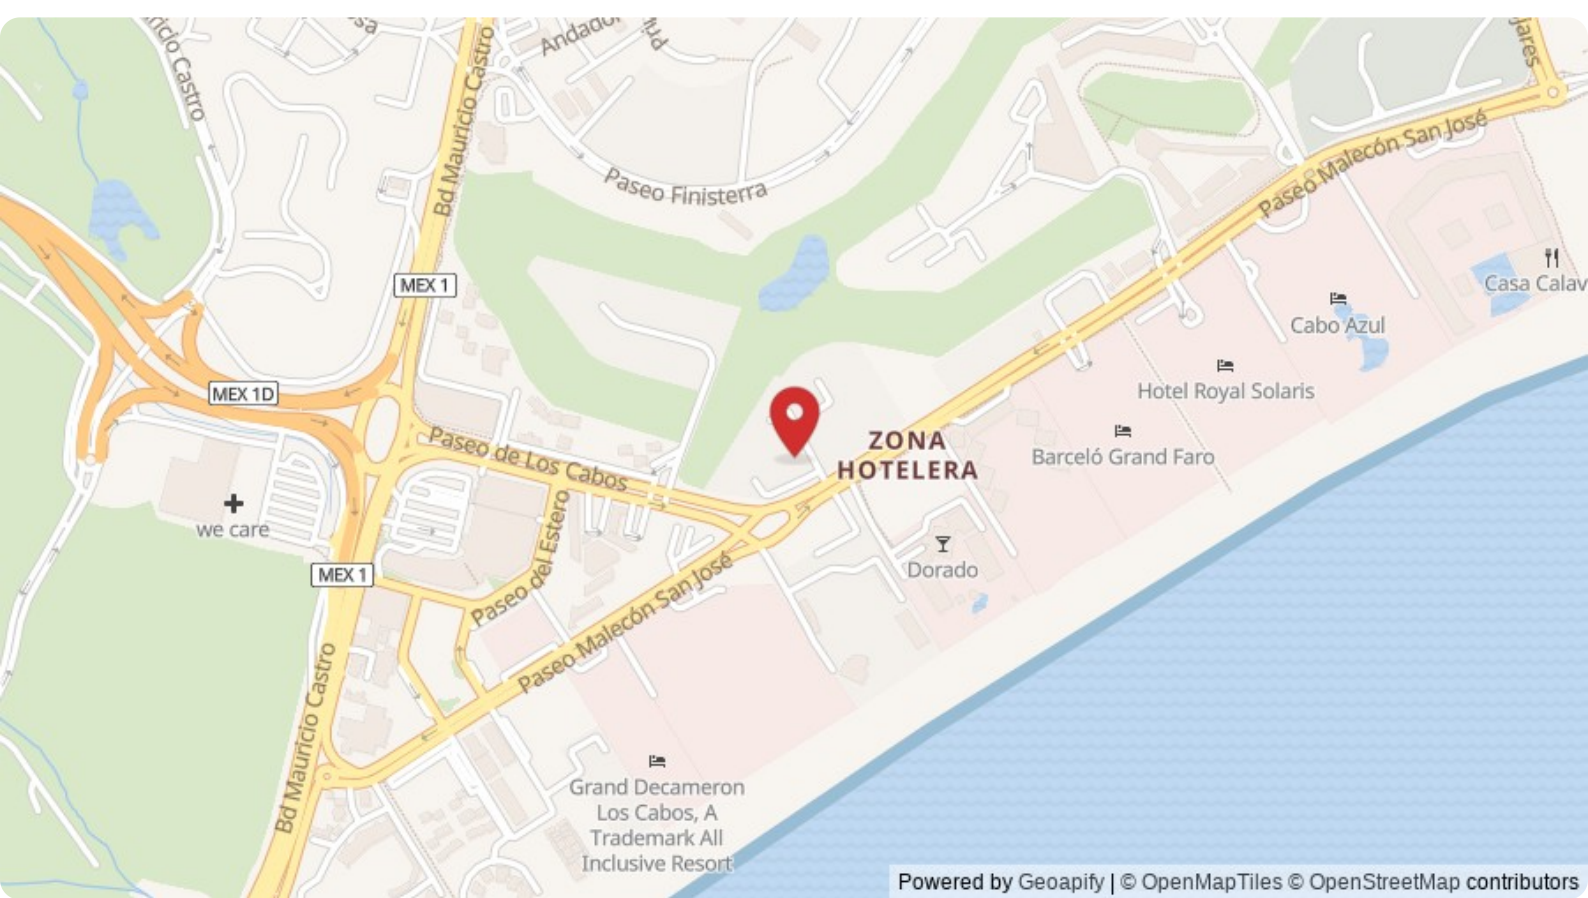 Andador
Bd Mauricio Castro
Paseo Finisterra
Paseo Malecón San José
MEX 1
Casa Calav
Cabo Azul
Hotel Royal Solaris
MEX 1D
Paseo de Los Cabos
ZONA
HOTELERA
Barceló Grand Faro
we care
Paseo del Estero
Dorado
MEX 1
Paseo Malecón San José
Bd Mauricio Castro
Grand Decameron
Los Cabos, A
Trademark All
Inclusive Resort
Powered by Geoapify | © OpenMapTiles © OpenStreetMap contributors